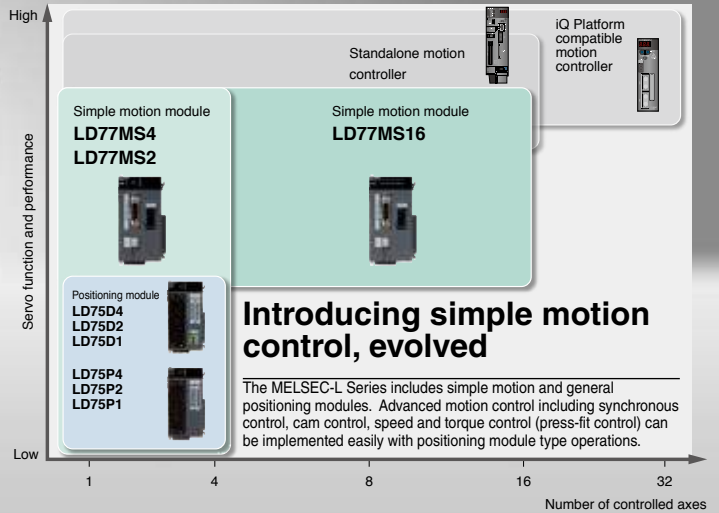 High
iQ Platform
compatible
motion
controller
Standalone motion
controller
Simple motion module
LD77MS4
LD77MS2
Simple motion module
LD77MS16
Servo function and performance
Positioning module
LD75D4
LD75D2
LD75D1
LD75P4
LD75P2
LD75P1
Introducing simple motion
control, evolved
The MELSEC-L Series includes simple motion and general
positioning modules. Advanced motion control including synchronous
control, cam control, speed and torque control (press-fit control) can
be implemented easily with positioning module type operations.
Low
1
4
8
16
32
Number of controlled axes